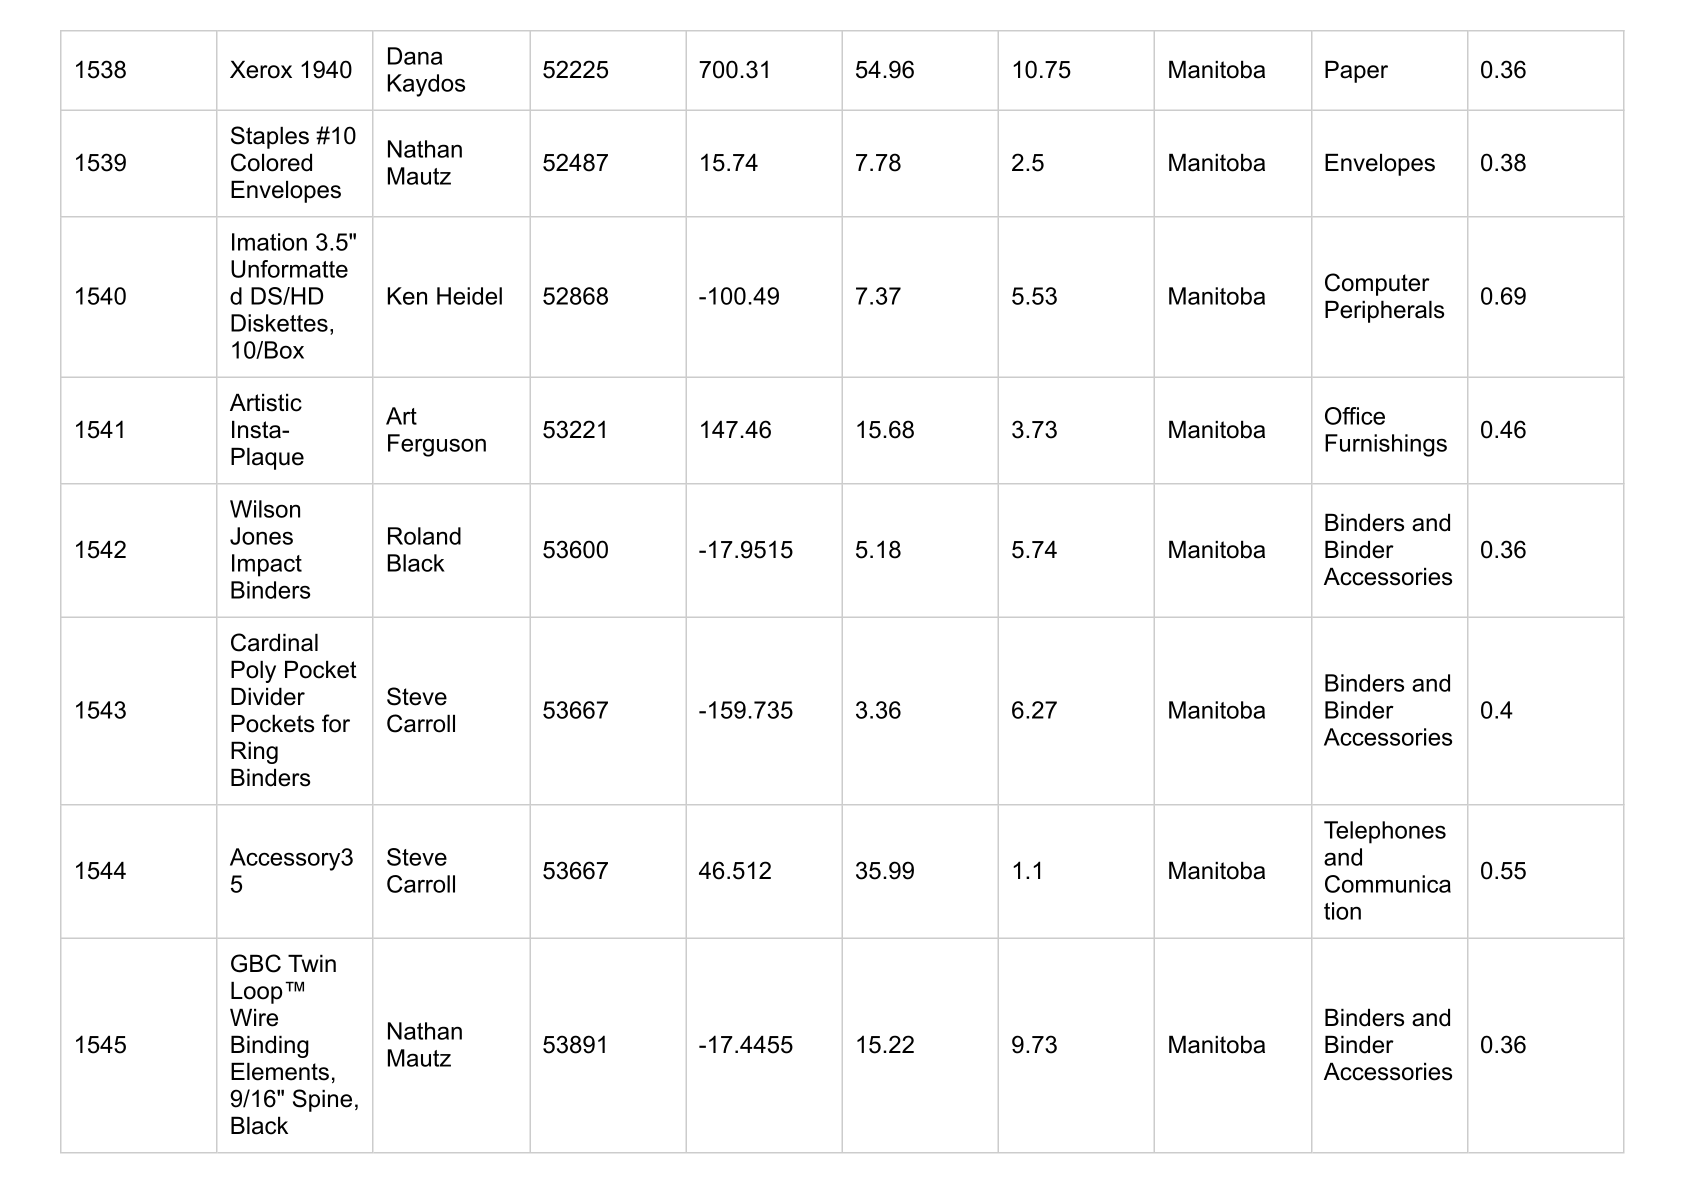 1538
Xerox 1940
Dana
Kaydos
52225
700.31
54.96
10.75
Manitoba
Paper
0.36
1539
Staples #10
Colored
Envelopes
Nathan
Mautz
52487
15.74
7.78
2.5
Manitoba
Envelopes
0.38
1540
Imation 3.5"
Unformatte
d DS/HD
Diskettes,
10/Box
Ken Heidel
52868
-100.49
7.37
5.53
Manitoba
Computer
Peripherals
0.69
1541
Artistic
Insta-
Plaque
Art
Ferguson
53221
147.46
15.68
3.73
Manitoba
Office
Furnishings
0.46
1542
Wilson
Jones
Impact
Binders
Roland
Black
53600
-17.9515
5.18
5.74
Manitoba
Binders and
Binder
Accessories
0.36
1543
Cardinal
Poly Pocket
Divider
Pockets for
Ring
Binders
Steve
Carroll
53667
-159.735
3.36
6.27
Manitoba
Binders and
Binder
Accessories
0.4
1544
Accessory3
5
Steve
Carroll
53667
46.512
35.99
1.1
Manitoba
Telephones
and
Communica
tion
0.55
1545
GBC Twin
Loop™
Wire
Binding
Elements,
9/16" Spine,
Black
Nathan
Mautz
53891
-17.4455
15.22
9.73
Manitoba
Binders and
Binder
Accessories
0.36